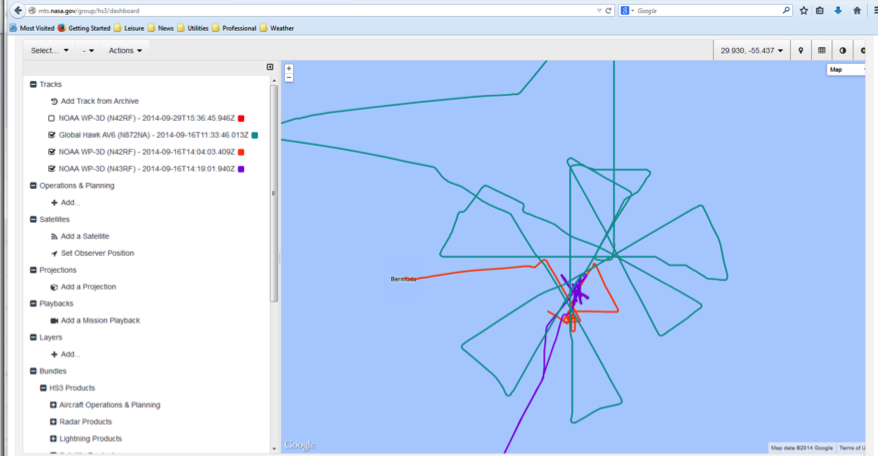 mts.nasa.gov/group/hs3/dashboard
Google
Most Visited Getting Started Leisure News Utilities Professional Weather
Select... - Actions
29.930, -55.437
Tracks
Map
Add Track from Archive
NOAA WP-3D (N42RF) - 2014-09-29T15:36:45.946Z
Global Hawk AV6 (N872NA) - 2014-09-16T11:33:46.013Z
NOAA WP-3D (N42RF) - 2014-09-16T14:04:03.409Z
NOAA WP-3D (N43RF) - 2014-09-16T14:19:01.940Z
Operations & Planning
Add...
Satellites
Add a Satellite
Set Observer Position
Projections
Bermuda
Add a Projection
Playbacks
Add a Mission Playback
Layers
Add...
Bundles
HS3 Products
Aircraft Operations & Planning
Radar Products
Lightning Products
Google
Map data ©2014 Google Terms of U